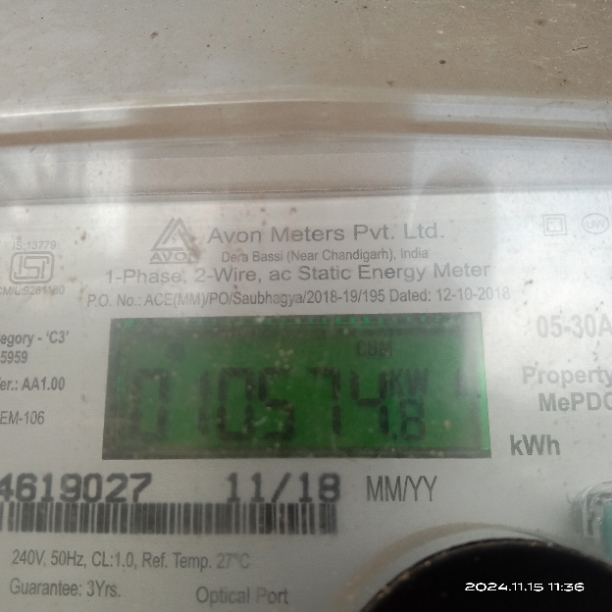 Avon Meters Pvt. Ltd.
AVON
Dera Bassi (Near Chandigarh), India
1-Phase, 2-Wire, ac Static Energy Meter
P.O. No.: ACE(MM)/PO/Saubhagya/2018-19/195 Dated: 12-10-2018
IS:13779
UW
egory - 'C3'
5959
er.: AA1.00
EM-106
CUM
010574.8 KW
05-30A
Property
MePDC
kWh
4619027 11/18 MM/YY
240V, 50Hz, CL:1.0, Ref. Temp. 27°C
Guarantee: 3Yrs. Optical Port
2024.11.15 11:36